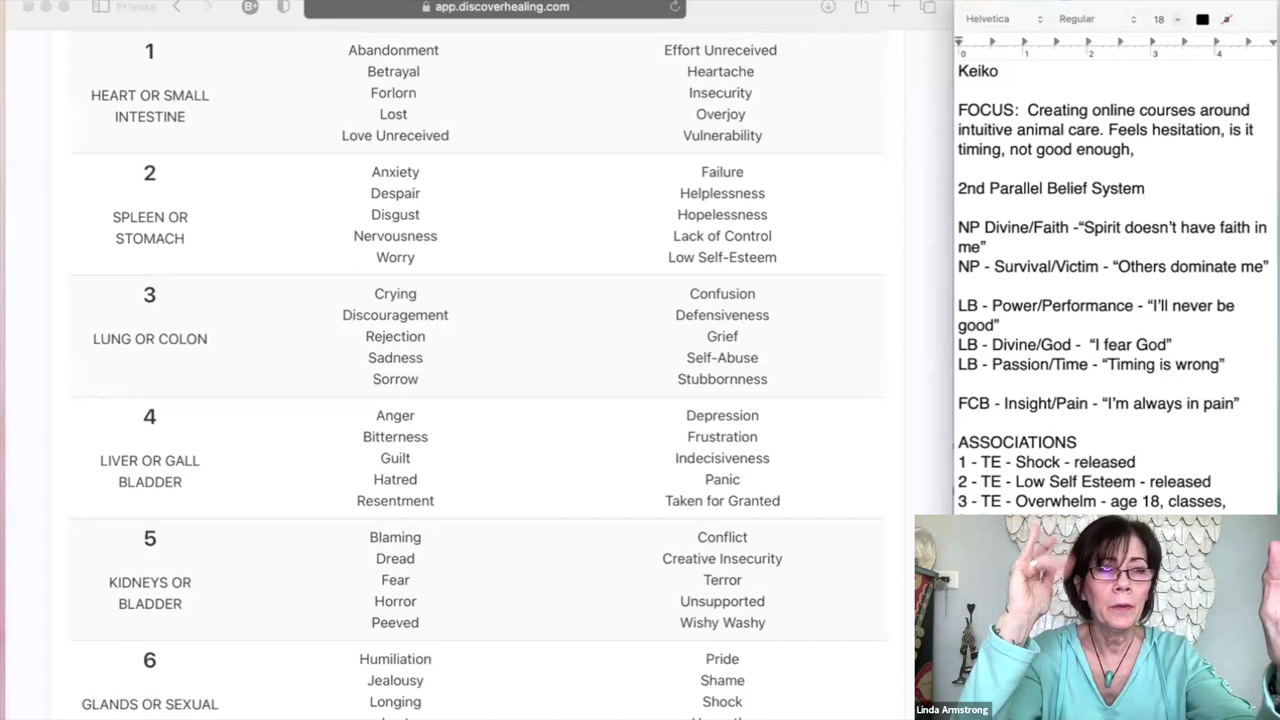 Private
B+
app.discoverhealing.com
1
HEART OR SMALL
INTESTINE
Abandonment
Betrayal
Forlorn
Lost
Love Unreceived
Effort Unreceived
Heartache
Insecurity
Overjoy
Vulnerability
2
SPLEEN OR
STOMACH
Anxiety
Despair
Disgust
Nervousness
Worry
Failure
Helplessness
Hopelessness
Lack of Control
Low Self-Esteem
3
LUNG OR COLON
Crying
Discouragement
Rejection
Sadness
Sorrow
Confusion
Defensiveness
Grief
Self-Abuse
Stubbornness
4
LIVER OR GALL
BLADDER
Anger
Bitterness
Guilt
Hatred
Resentment
Depression
Frustration
Indecisiveness
Panic
Taken for Granted
5
KIDNEYS OR
BLADDER
Blaming
Dread
Fear
Horror
Peeved
Conflict
Creative Insecurity
Terror
Unsupported
Wishy Washy
6
GLANDS OR SEXUAL
Humiliation
Jealousy
Longing
Pride
Shame
Shock
Helvetica Regular 18 a
0 1 2 3 4
Keiko
FOCUS: Creating online courses around
intuitive animal care. Feels hesitation, is it
timing, not good enough,
2nd Parallel Belief System
NP Divine/Faith -“Spirit doesn’t have faith in
me”
NP - Survival/Victim - “Others dominate me”
LB - Power/Performance - “I’ll never be
good”
LB - Divine/God - “I fear God”
LB - Passion/Time - “Timing is wrong”
FCB - Insight/Pain - “I’m always in pain”
ASSOCIATIONS
1 - TE - Shock - released
2 - TE - Low Self Esteem - released
3 - TE - Overwhelm - age 18, classes,
Linda Armstrong